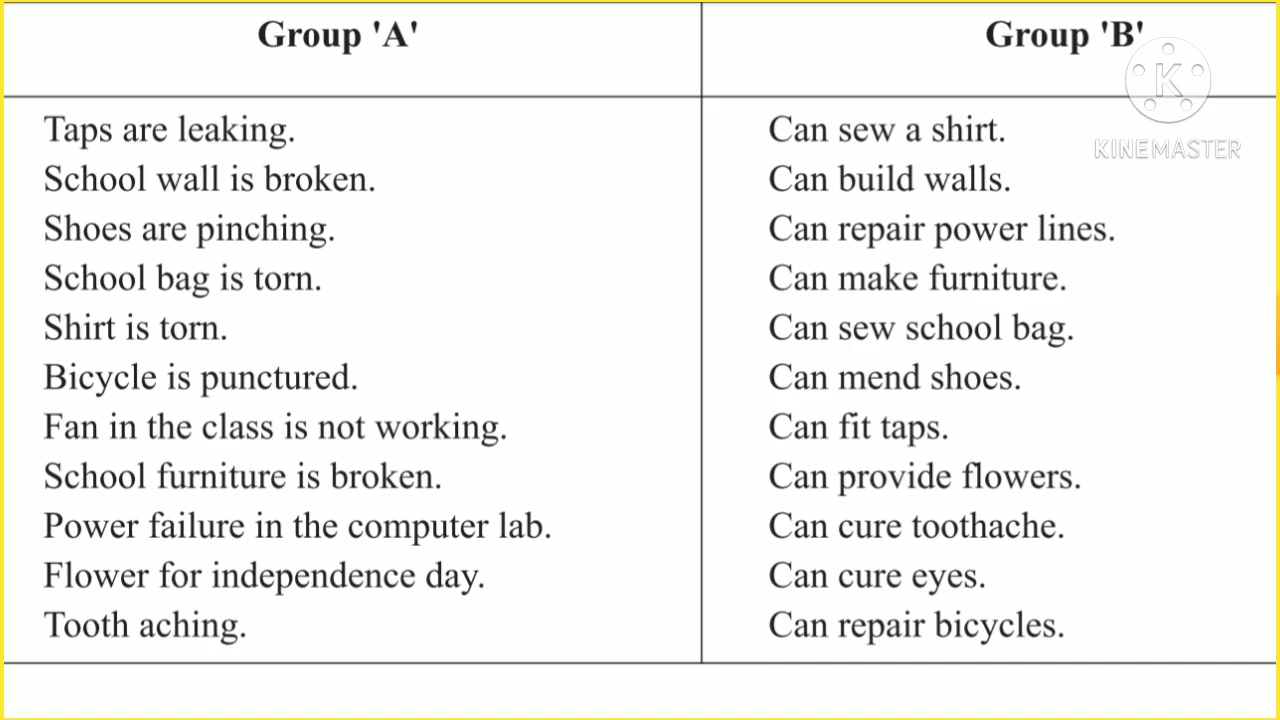 Group 'A'
Group 'B'
K
KINEMASTER
Taps are leaking.
School wall is broken.
Shoes are pinching.
School bag is torn.
Shirt is torn.
Bicycle is punctured.
Fan in the class is not working.
School furniture is broken.
Power failure in the computer lab.
Flower for independence day.
Tooth aching.
Can sew a shirt.
Can build walls.
Can repair power lines.
Can make furniture.
Can sew school bag.
Can mend shoes.
Can fit taps.
Can provide flowers.
Can cure toothache.
Can cure eyes.
Can repair bicycles.